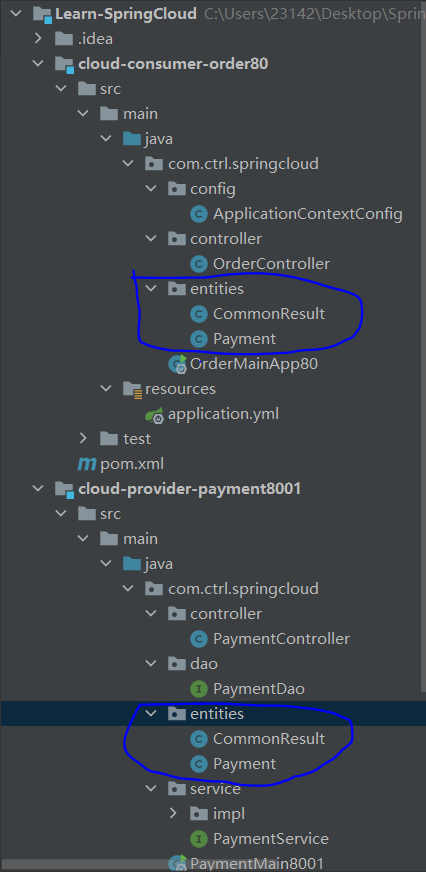 Learn-SpringCloud C:\Users\23142\Desktop\Sprin
.idea
cloud-consumer-order80
src
main
java
com.ctrl.springcloud
config
C ApplicationContextConfig
controller
C OrderController
entities
C CommonResult
C Payment
OrderMainApp80
resources
application.yml
test
m pom.xml
cloud-provider-payment8001
src
main
java
com.ctrl.springcloud
controller
C PaymentController
dao
I PaymentDao
entities
C CommonResult
C Payment
service
impl
I PaymentService
PaymentMain8001